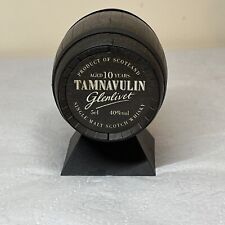 PRODUCT OF SCOTLAND
AGED 10 YEARS
TAMNAVULIN
Glenlivet
5cl 40%vol
SINGLE MALT SCOTCH WHISKY